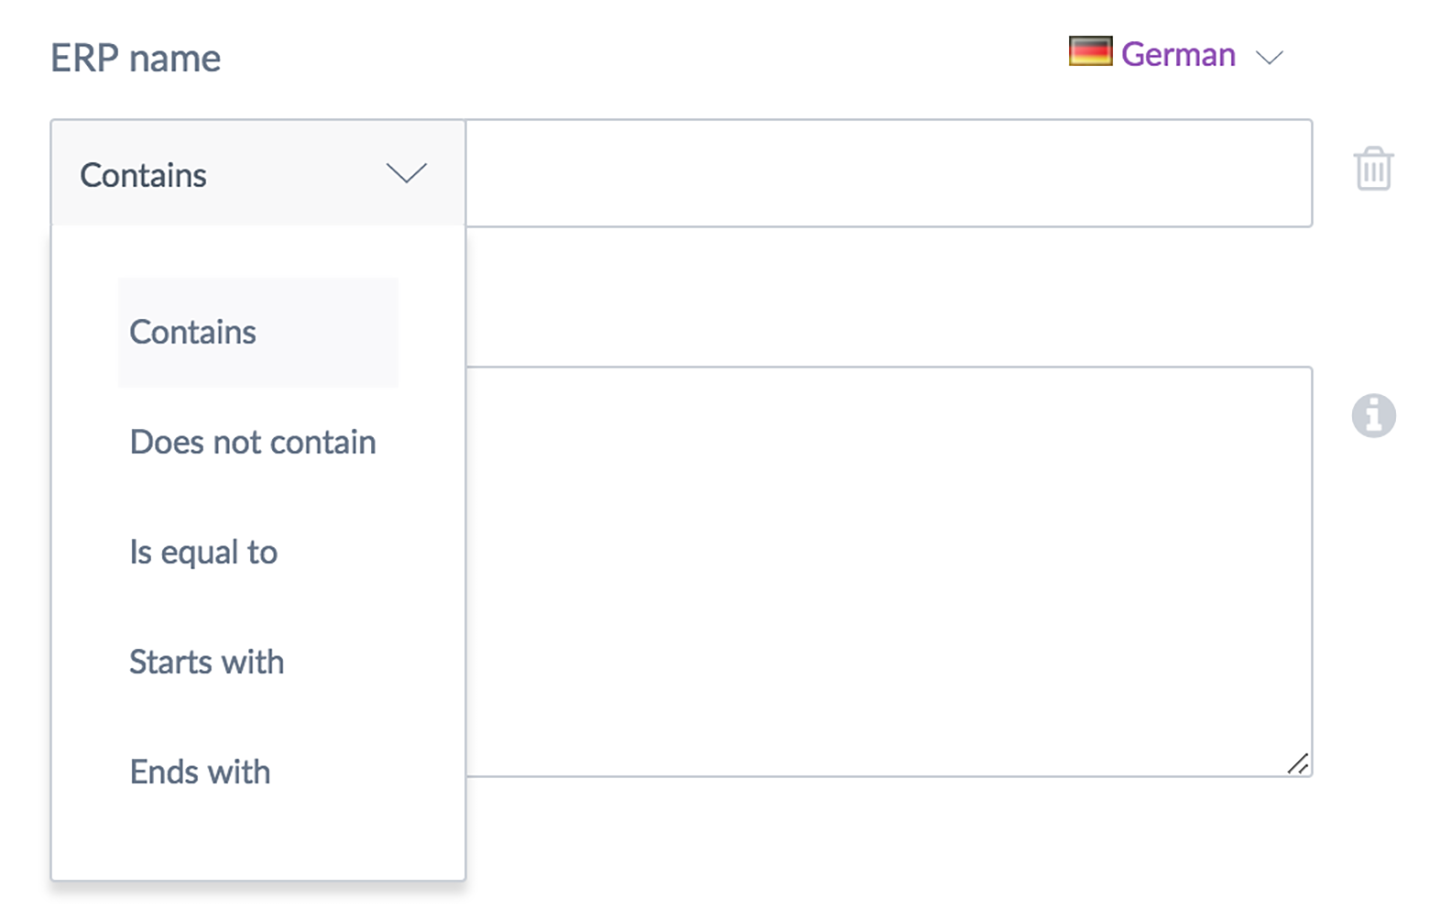 ERP name
German
Contains
Contains
Does not contain
Is equal to
Starts with
Ends with